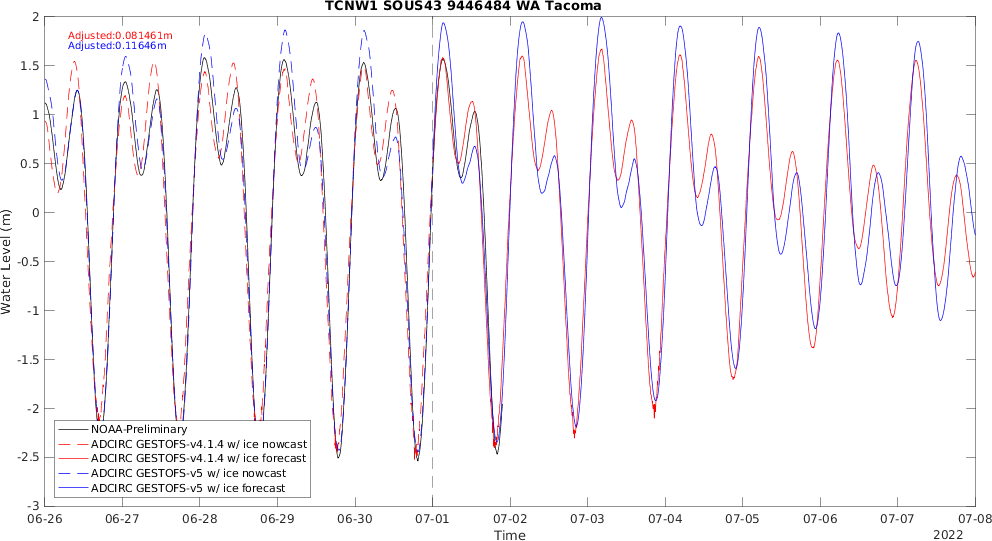 TCNW1 SOUS43 9446484 WA Tacoma
Adjusted:0.081461m
Adjusted:0.11646m
2
1.5
1
0.5
0
-0.5
-1
-1.5
-2
-2.5
-3
Water Level (m)
NOAA-Preliminary
ADCIRC GESTOFS-v4.1.4 w/ ice nowcast
ADCIRC GESTOFS-v4.1.4 w/ ice forecast
ADCIRC GESTOFS-v5 w/ ice nowcast
ADCIRC GESTOFS-v5 w/ ice forecast
06-26 06-27 06-28 06-29 06-30 07-01 07-02 07-03 07-04 07-05 07-06 07-07 07-08
Time
2022